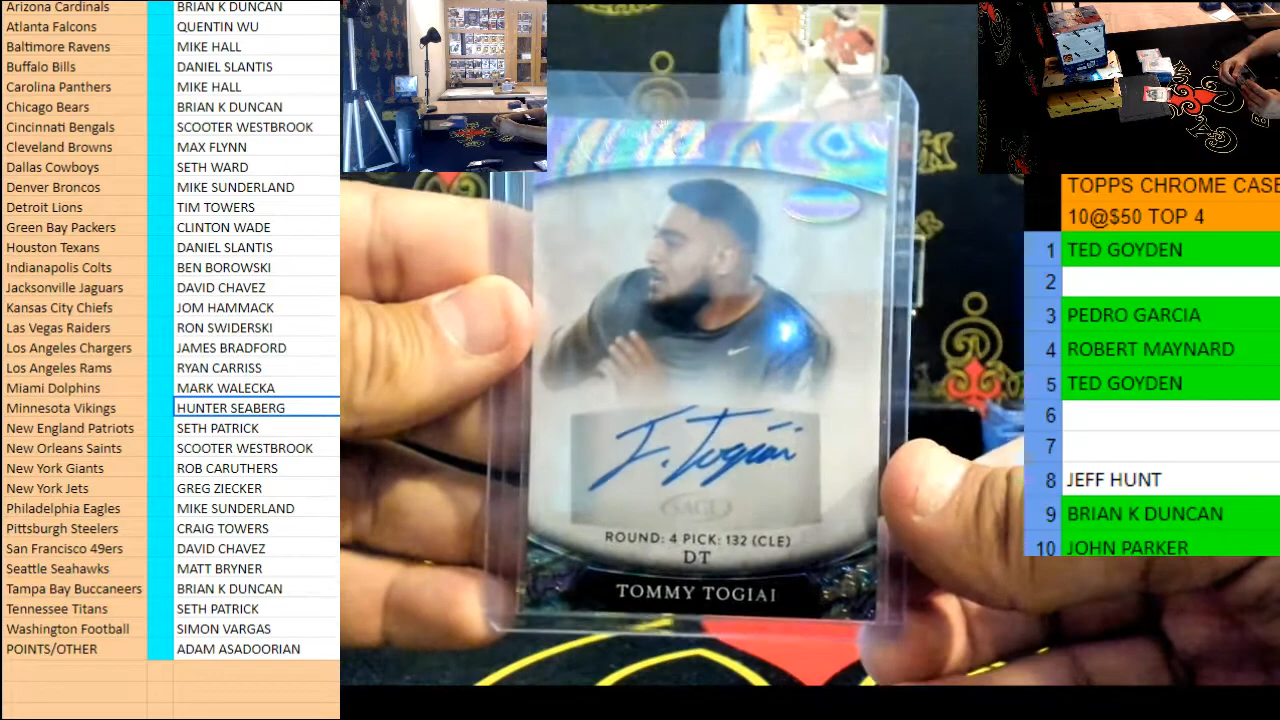 Arizona Cardinals BRIAN K DUNCAN
Atlanta Falcons QUENTIN WU
Baltimore Ravens MIKE HALL
Buffalo Bills DANIEL SLANTIS
Carolina Panthers MIKE HALL
Chicago Bears BRIAN K DUNCAN
Cincinnati Bengals SCOOTER WESTBROOK
Cleveland Browns MAX FLYNN
Dallas Cowboys SETH WARD
Denver Broncos MIKE SUNDERLAND
Detroit Lions TIM TOWERS
Green Bay Packers CLINTON WADE
Houston Texans DANIEL SLANTIS
Indianapolis Colts BEN BOROWSKI
Jacksonville Jaguars DAVID CHAVEZ
Kansas City Chiefs JOM HAMMACK
Las Vegas Raiders RON SWIDERSKI
Los Angeles Chargers JAMES BRADFORD
Los Angeles Rams RYAN CARRISS
Miami Dolphins MARK WALECKA
Minnesota Vikings HUNTER SEABERG
New England Patriots SETH PATRICK
New Orleans Saints SCOOTER WESTBROOK
New York Giants ROB CARUTHERS
New York Jets GREG ZIECKER
Philadelphia Eagles MIKE SUNDERLAND
Pittsburgh Steelers CRAIG TOWERS
San Francisco 49ers DAVID CHAVEZ
Seattle Seahawks MATT BRYNER
Tampa Bay Buccaneers BRIAN K DUNCAN
Tennessee Titans SETH PATRICK
Washington Football SIMON VARGAS
POINTS/OTHER ADAM ASADOORIAN
T. Togiai
SAGE
ROUND: 4 PICK: 132 (CLE)
DT
TOMMY TOGIAI
TOPPS CHROME CASE
10@$50 TOP 4
1 TED GOYDEN
2
3 PEDRO GARCIA
4 ROBERT MAYNARD
5 TED GOYDEN
6
7
8 JEFF HUNT
9 BRIAN K DUNCAN
10 JOHN PARKER